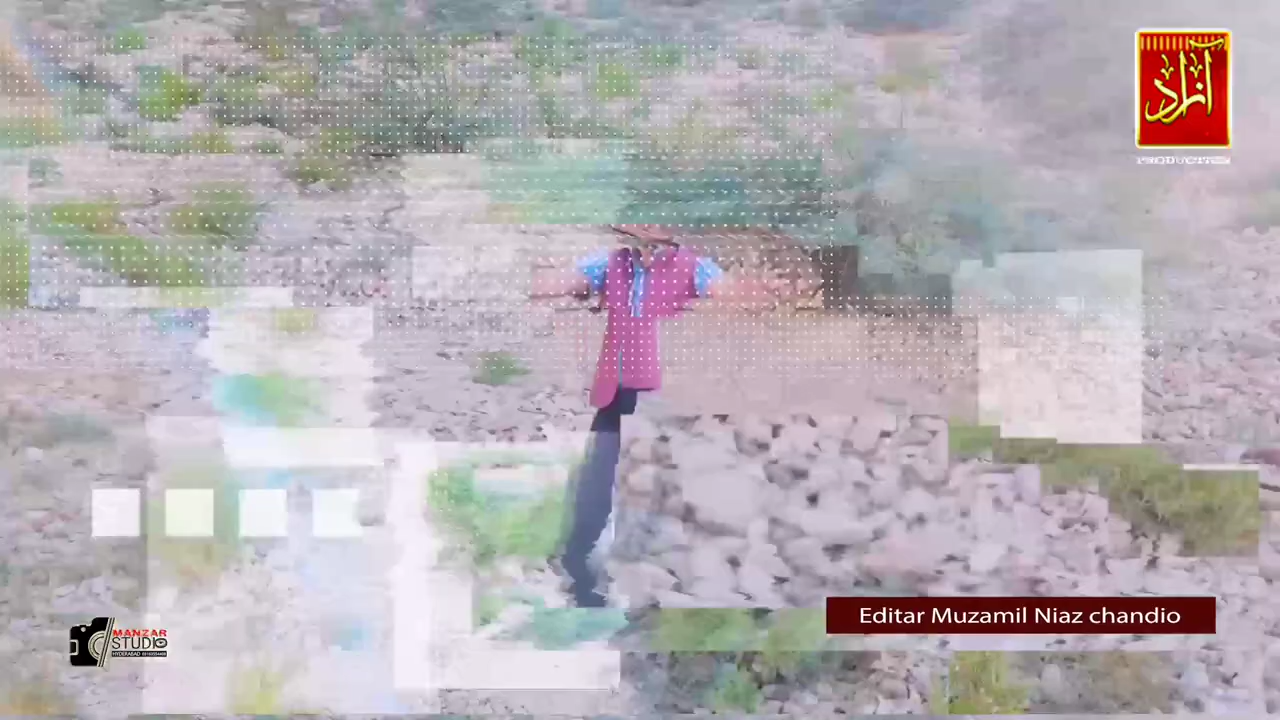 آزاد
PRODUCTION
MANZAR
STUDIO
Editar Muzamil Niaz chandio